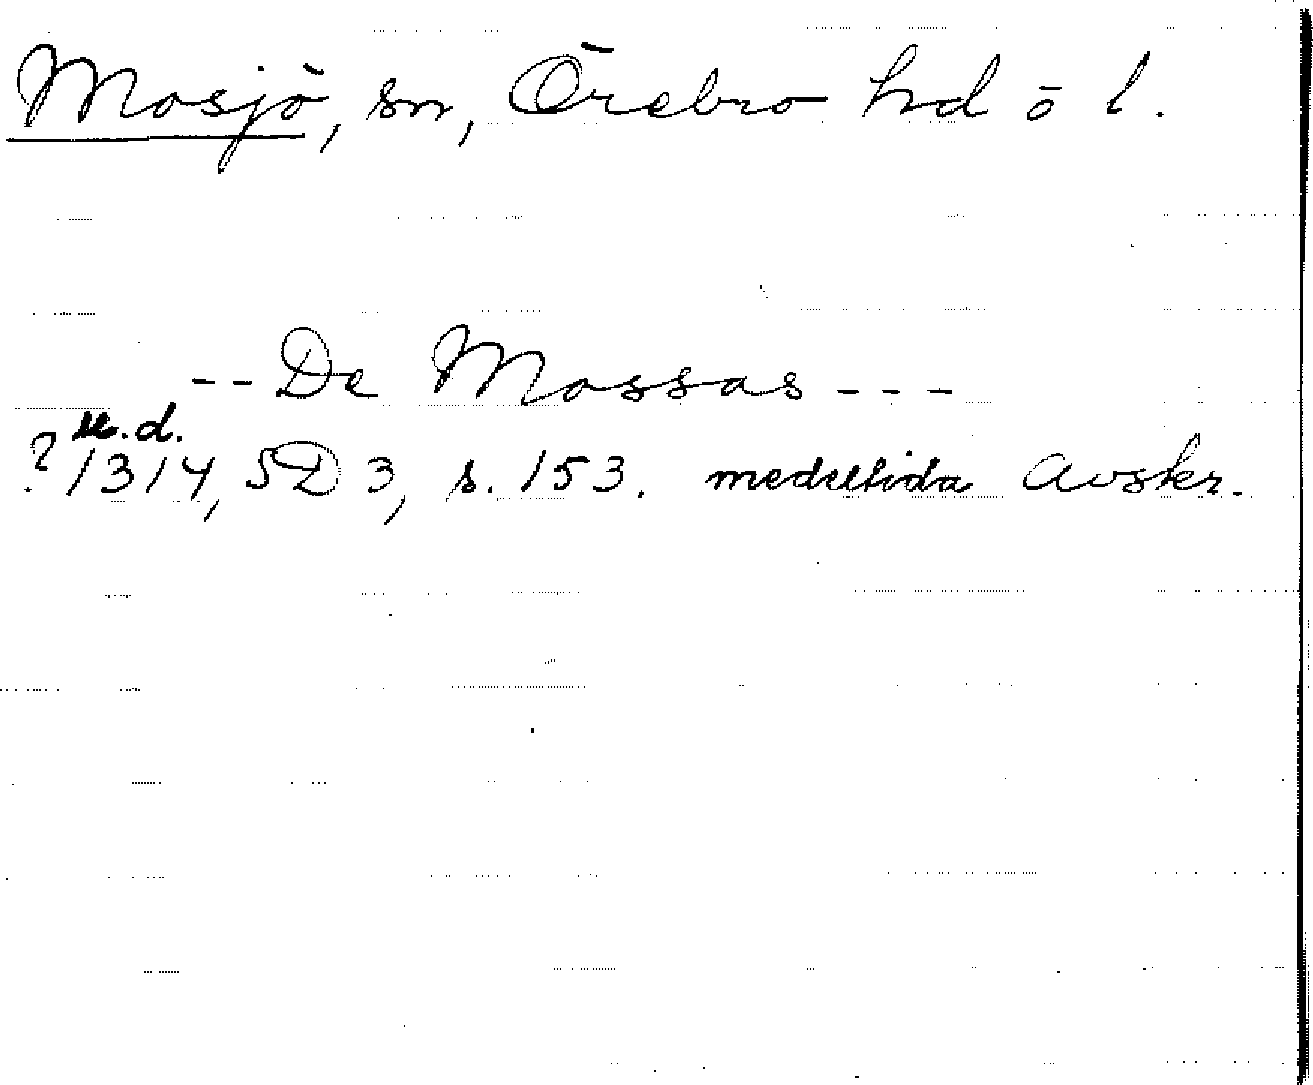 Mosjö, sn, Örebro hd ö l.
-- De Mossas ---
u.d.
? 1314, SD 3, s. 153. medeltida avskr.